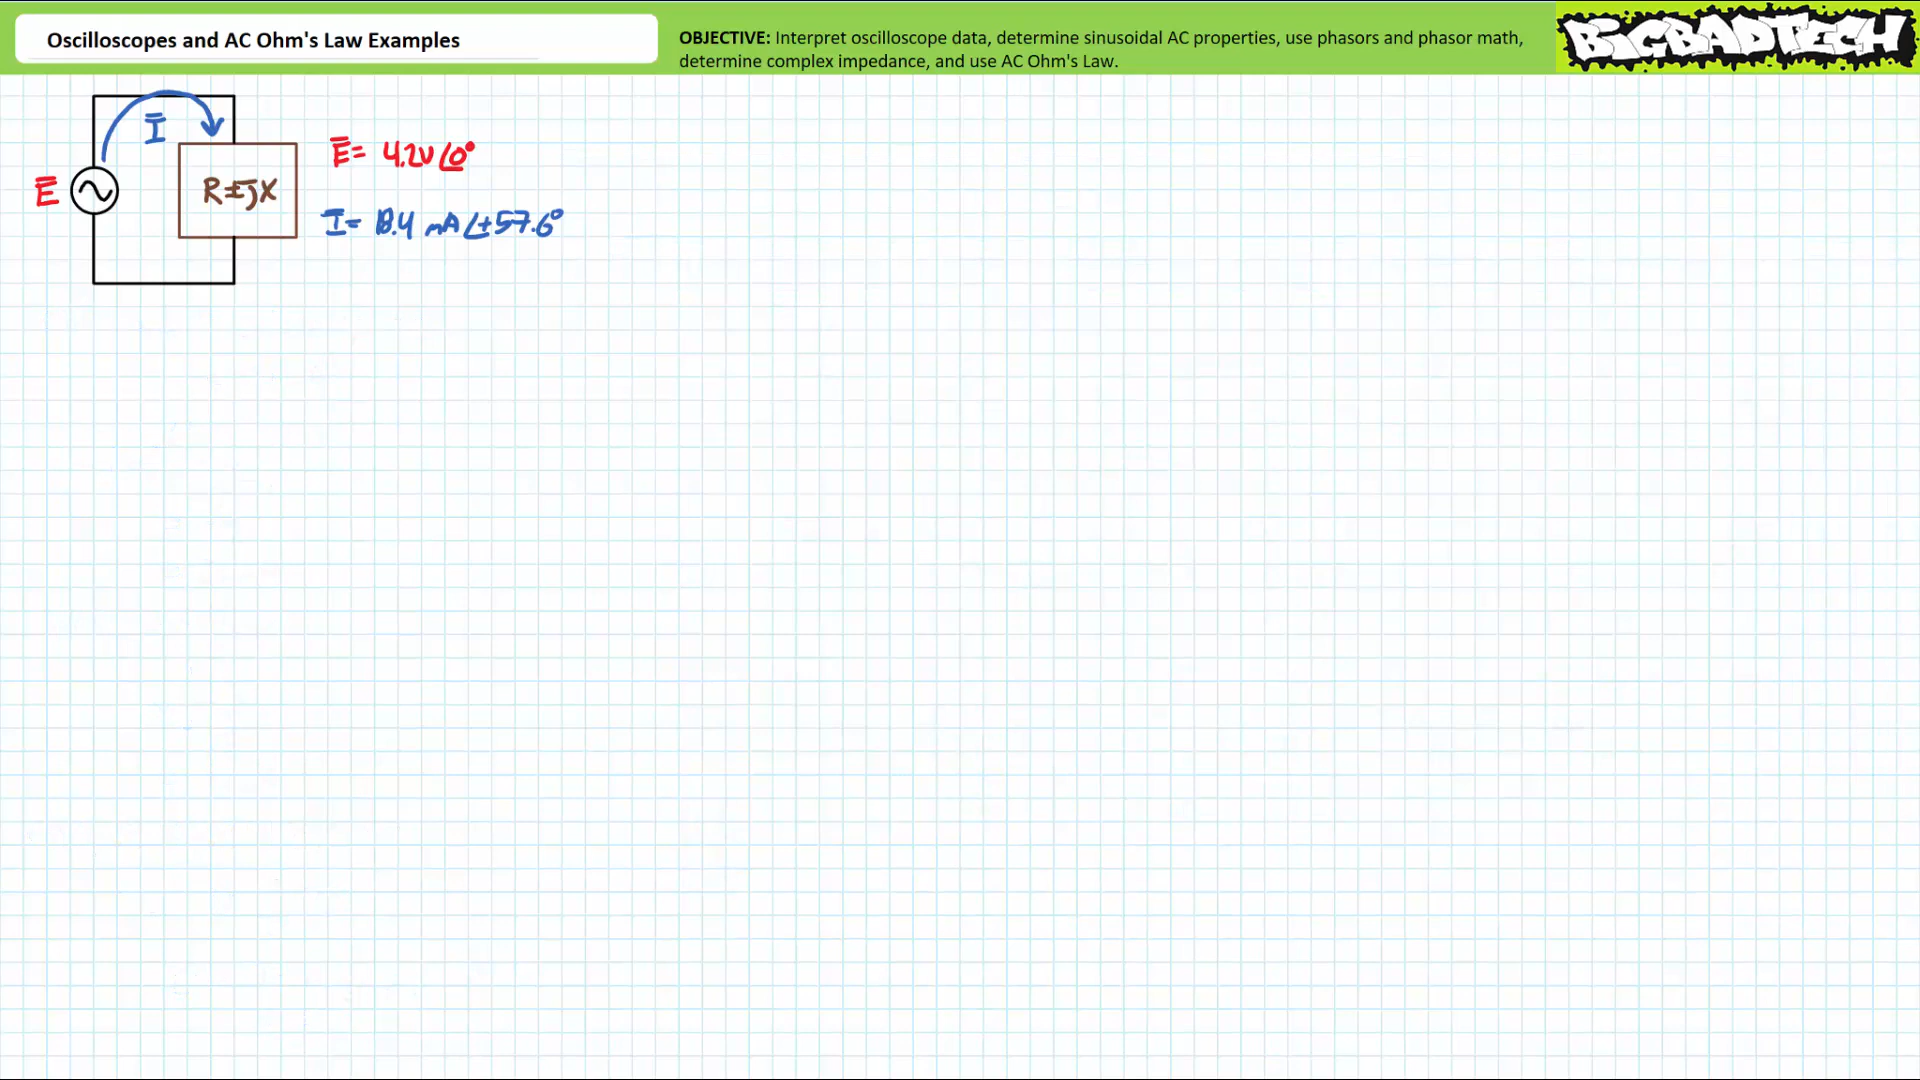 Oscilloscopes and AC Ohm's Law Examples
OBJECTIVE: Interpret oscilloscope data, determine sinusoidal AC properties, use phasors and phasor math,
determine complex impedance, and use AC Ohm's Law.
BIGBADTECH
Ī
Ē
R±jX
Ē= 4.2V∠0°
Ī= 18.4 mA∠+57.6°